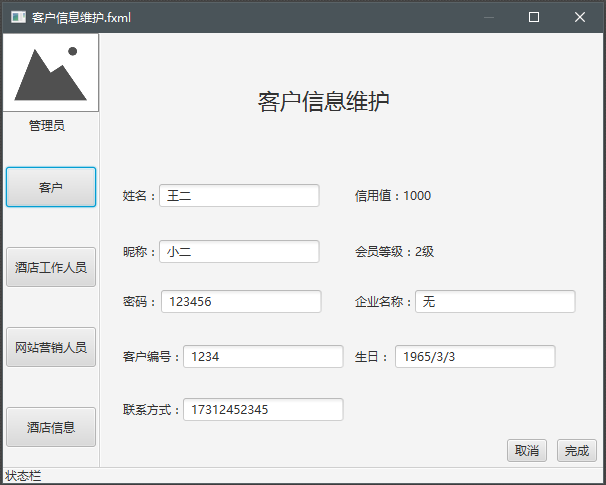 客户信息维护.fxml
管理员
客户
酒店工作人员
网站营销人员
酒店信息
客户信息维护
姓名： 王二 信用值：1000
昵称： 小二 会员等级：2级
密码： 123456 企业名称： 无
客户编号： 1234 生日： 1965/3/3
联系方式： 17312452345
取消 完成
状态栏